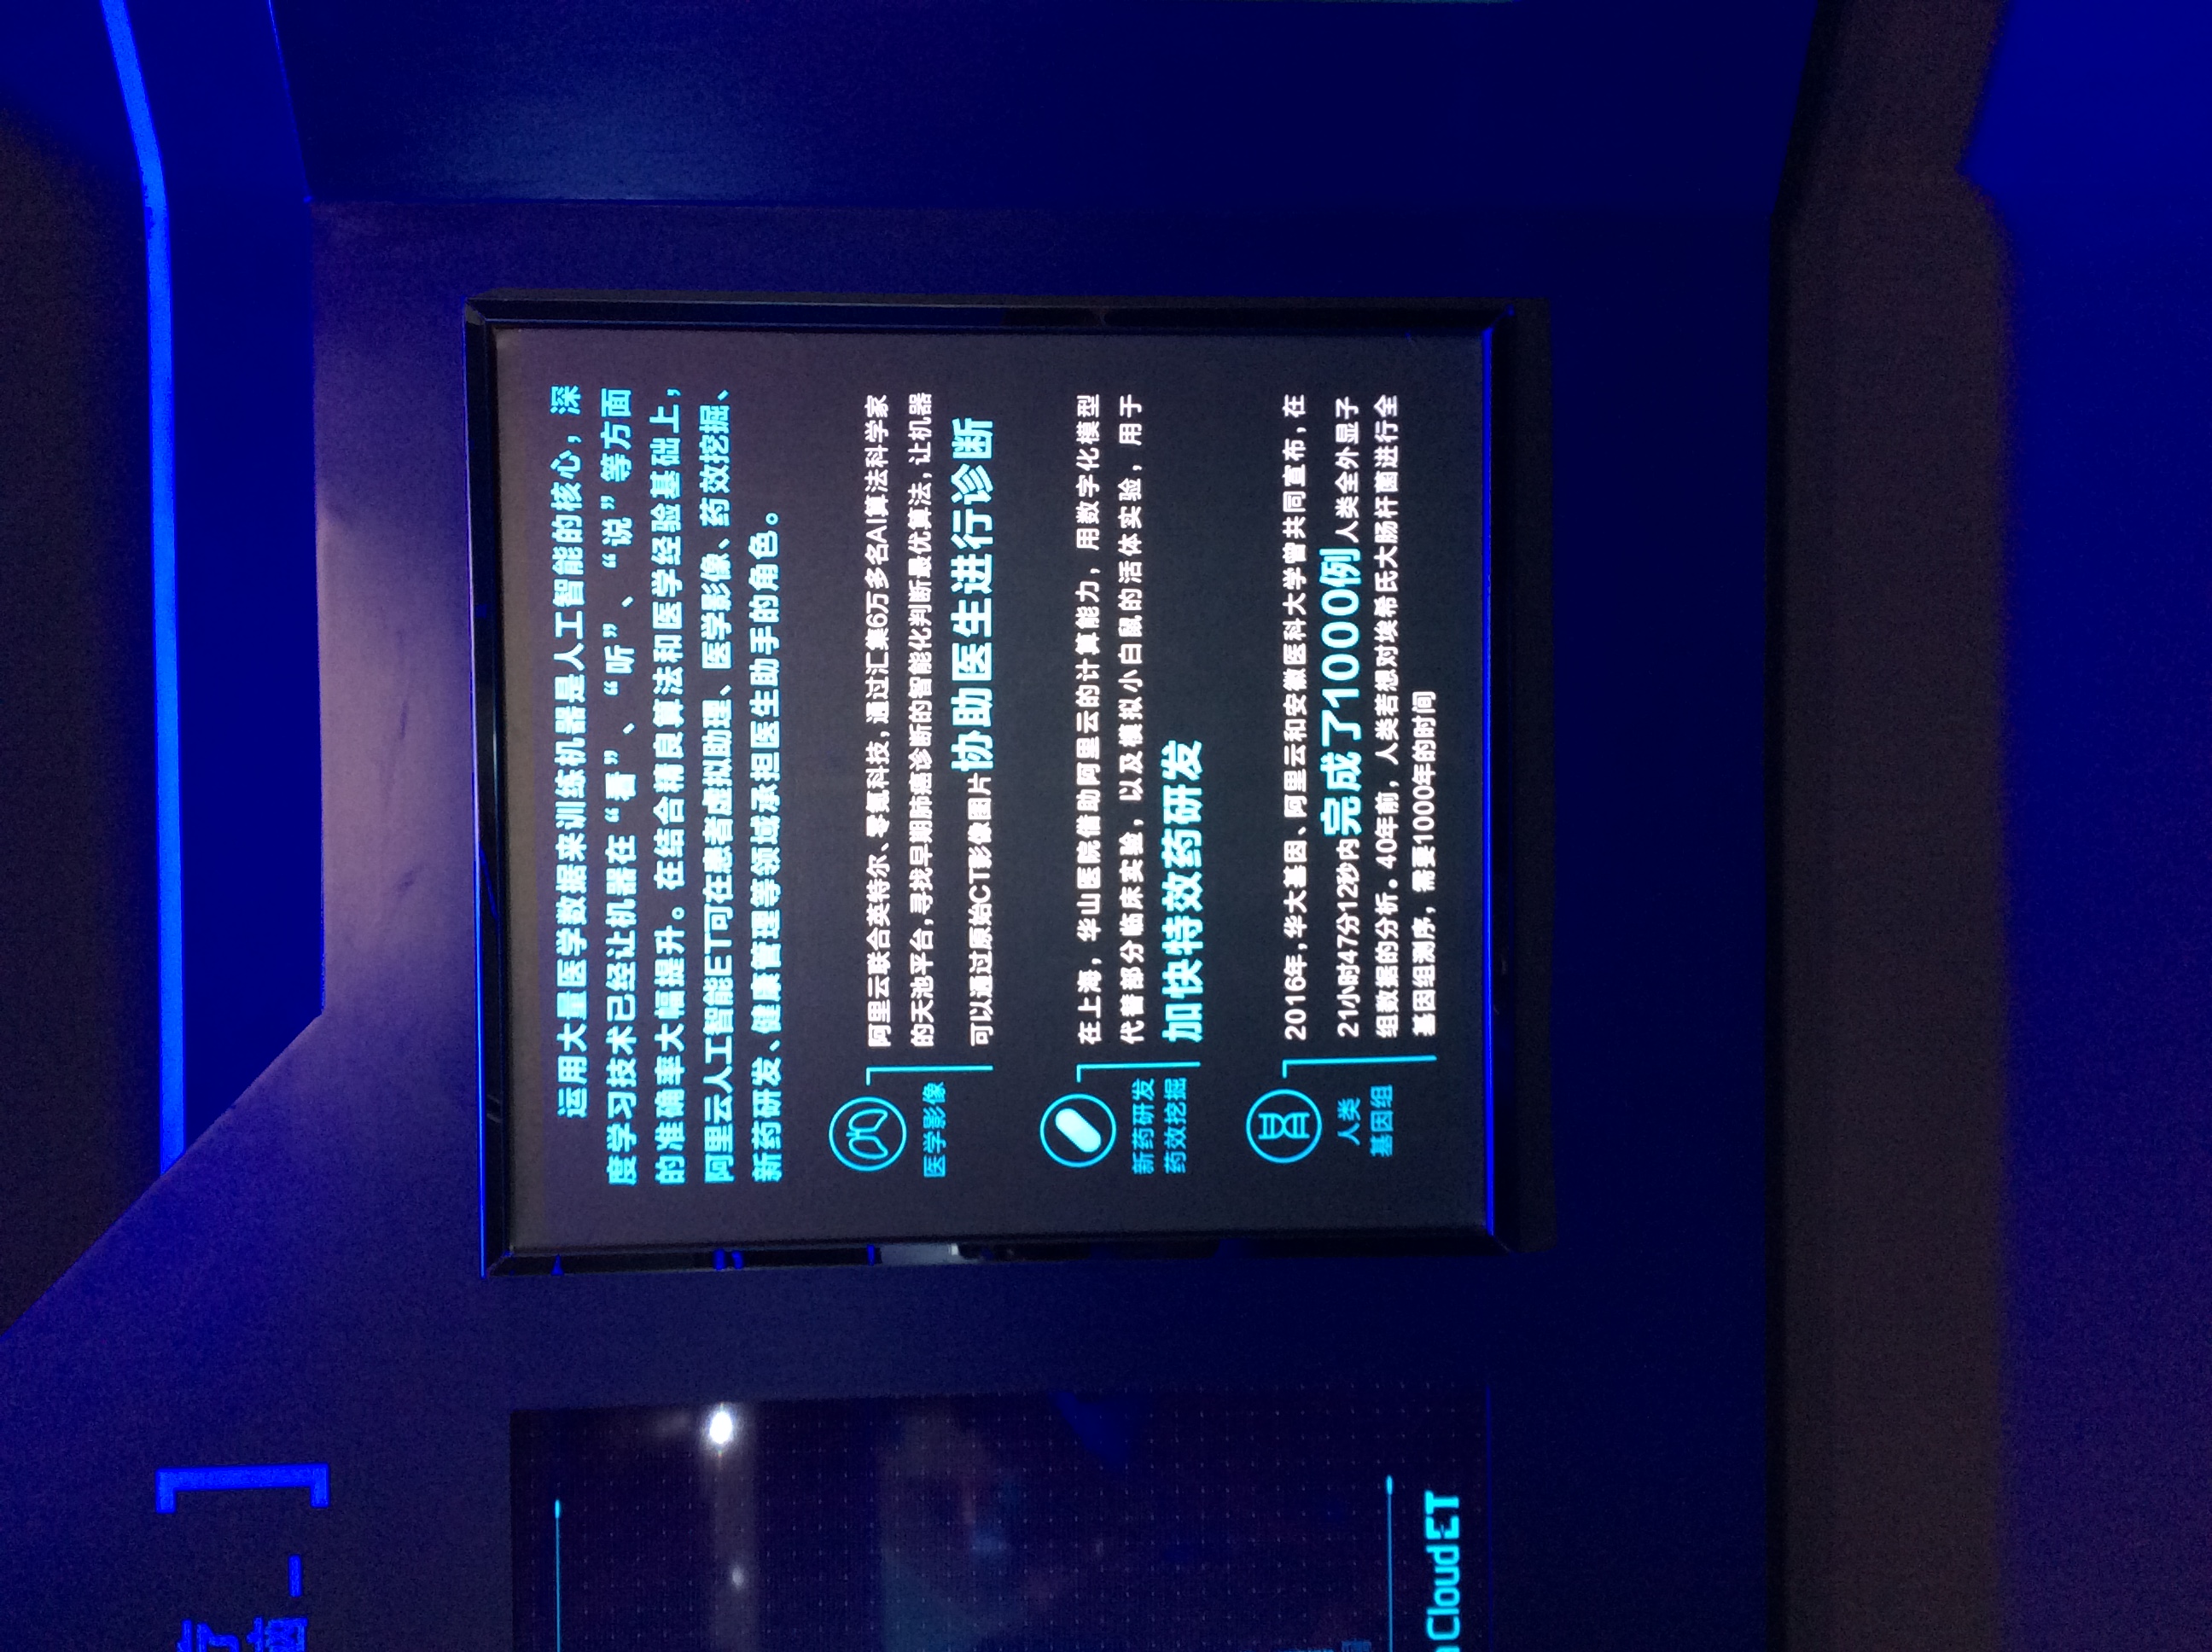 疗
_ ]
运用大量医学数据来训练机器是人工智能的核心，深
度学习技术已经让机器在“看”、“听”、“说”等方面
的准确率大幅提升。在结合精良算法和医学经验基础上，
阿里云人工智能ET可在患者虚拟助理、医学影像、药效挖掘、
新药研发、健康管理等领域承担医生助手的角色。
医学影像
阿里云联合英特尔、零氪科技，通过汇集6万多名AI算法科学家
的天池平台，寻找早期肺癌诊断的智能化判断最优算法，让机器
可以通过原始CT影像图片协助医生进行诊断
新药研发
药效挖掘
在上海，华山医院借助阿里云的计算能力，用数字化模型
代替部分临床实验，以及模拟小白鼠的活体实验，用于
加快特效药研发
人类
基因组
2016年，华大基因、阿里云和安徽医科大学曾共同宣布，在
21小时47分12秒内完成了1000例人类全外显子
组数据的分析。40年前，人类若想对埃希氏大肠杆菌进行全
基因组测序，需要1000年的时间
Cloud ET